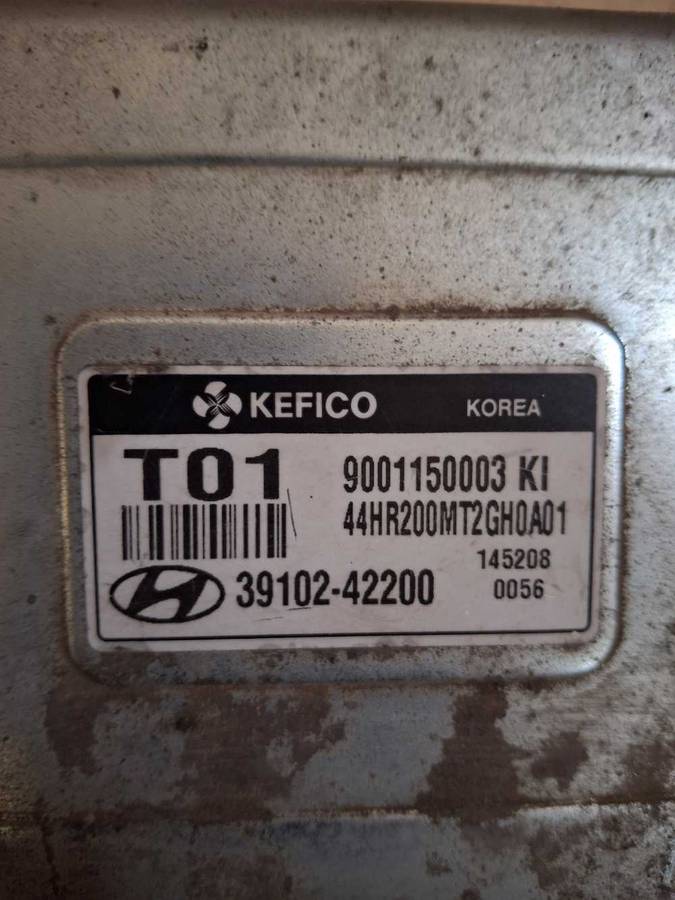 KEFICO KOREA
T01 9001150003 KI
44HR200MT2GH0A01
145208
39102-42200 0056